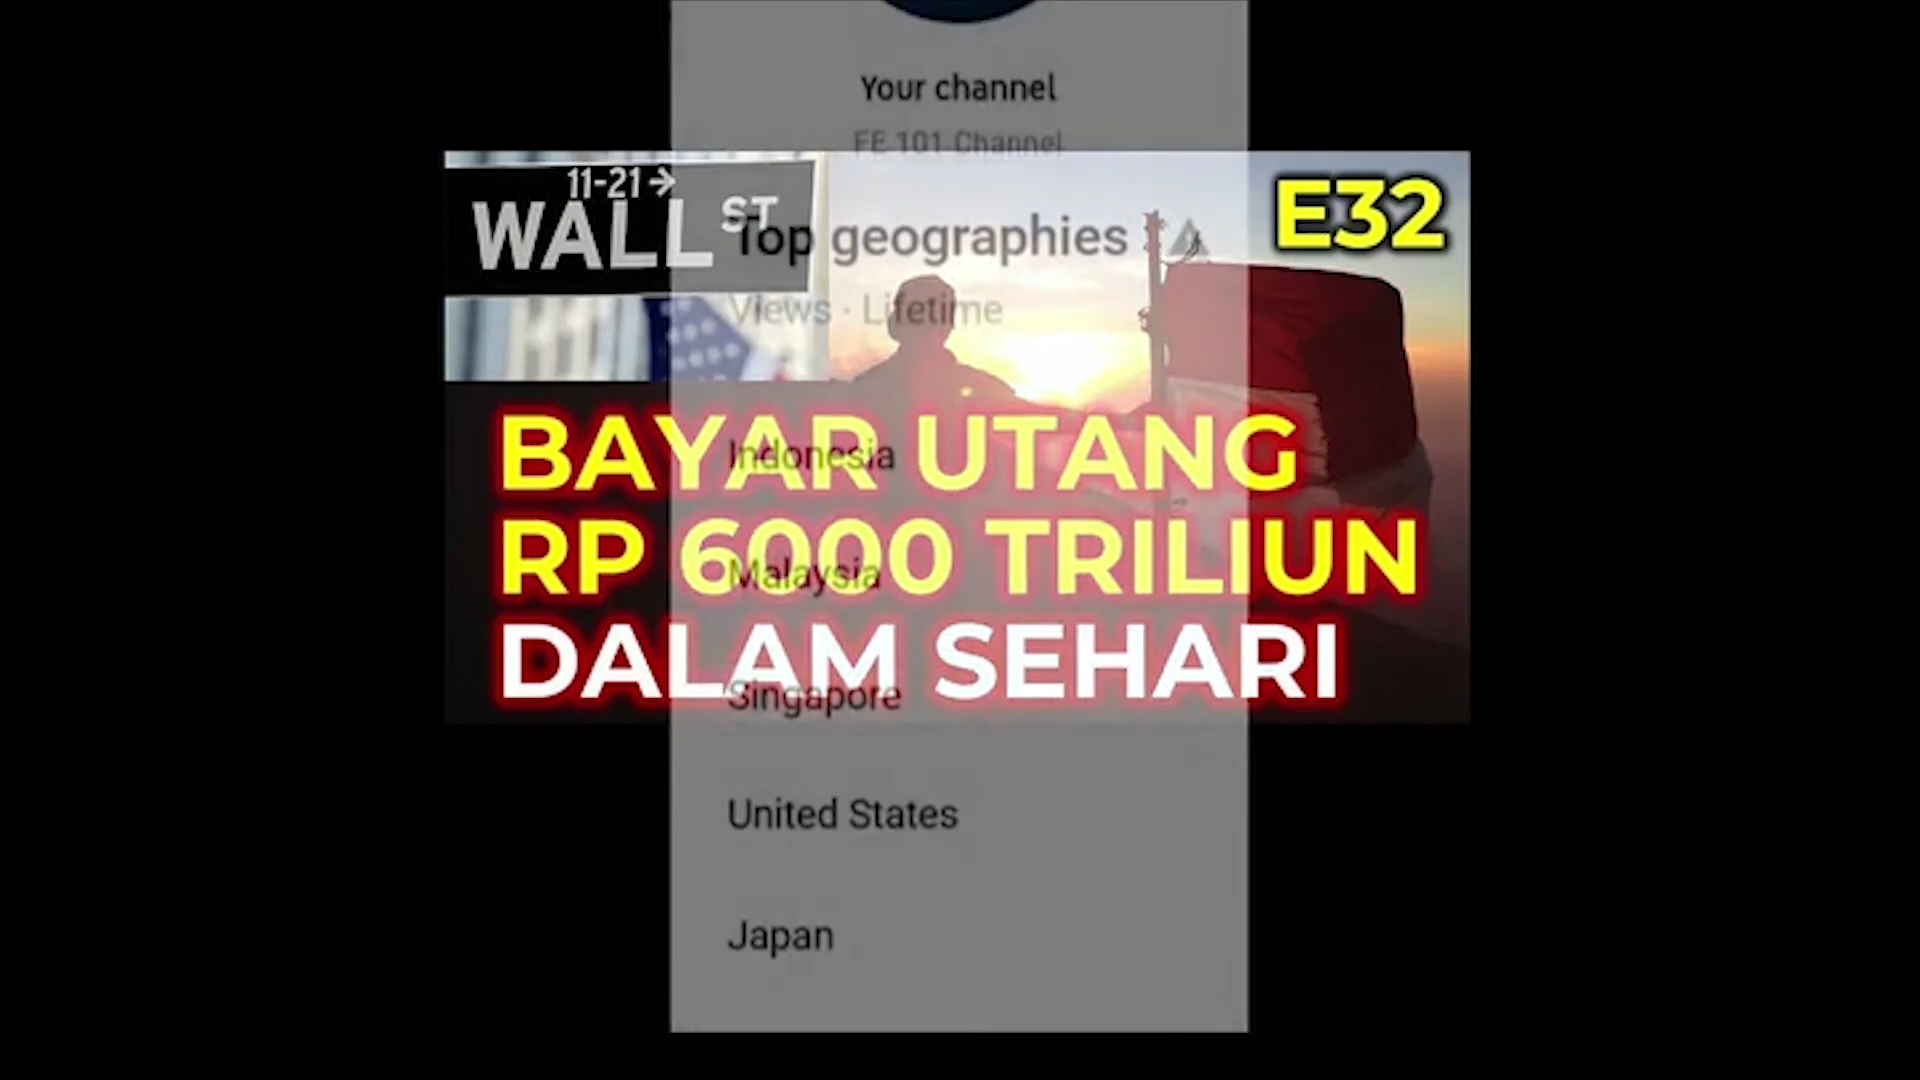 Your channel
FE 101 Channel
11-21→
WALL ST
E32
Top geographies
Views · Lifetime
BAYAR UTANG
Indonesia
RP 6000 TRILIUN
Malaysia
DALAM SEHARI
Singapore
United States
Japan